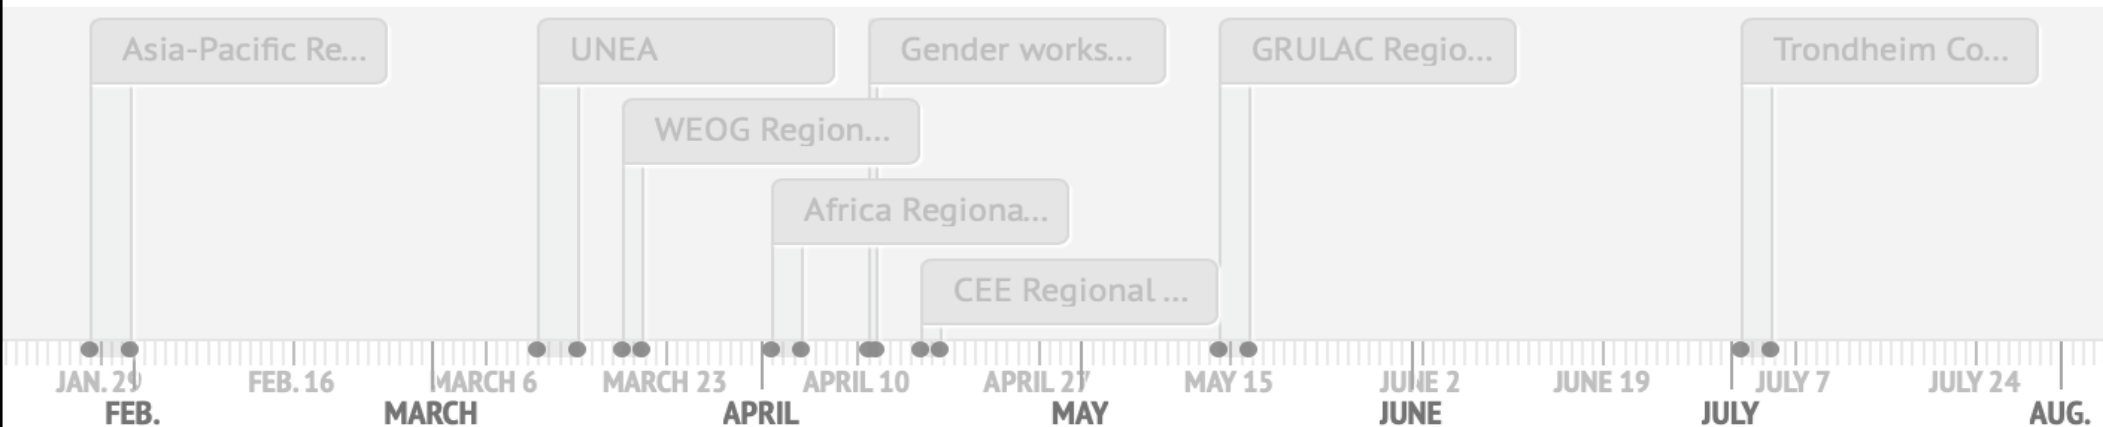 Asia-Pacific Re...
UNEA
Gender works...
GRULAC Regio...
Trondheim Co...
WEOG Region...
Africa Regiona...
CEE Regional ...
JAN. 29
FEB. 16
MARCH 6
MARCH 23
APRIL 10
APRIL 27
MAY 15
JUNE 2
JUNE 19
JULY 7
JULY 24
FEB.
MARCH
APRIL
MAY
JUNE
JULY
AUG.